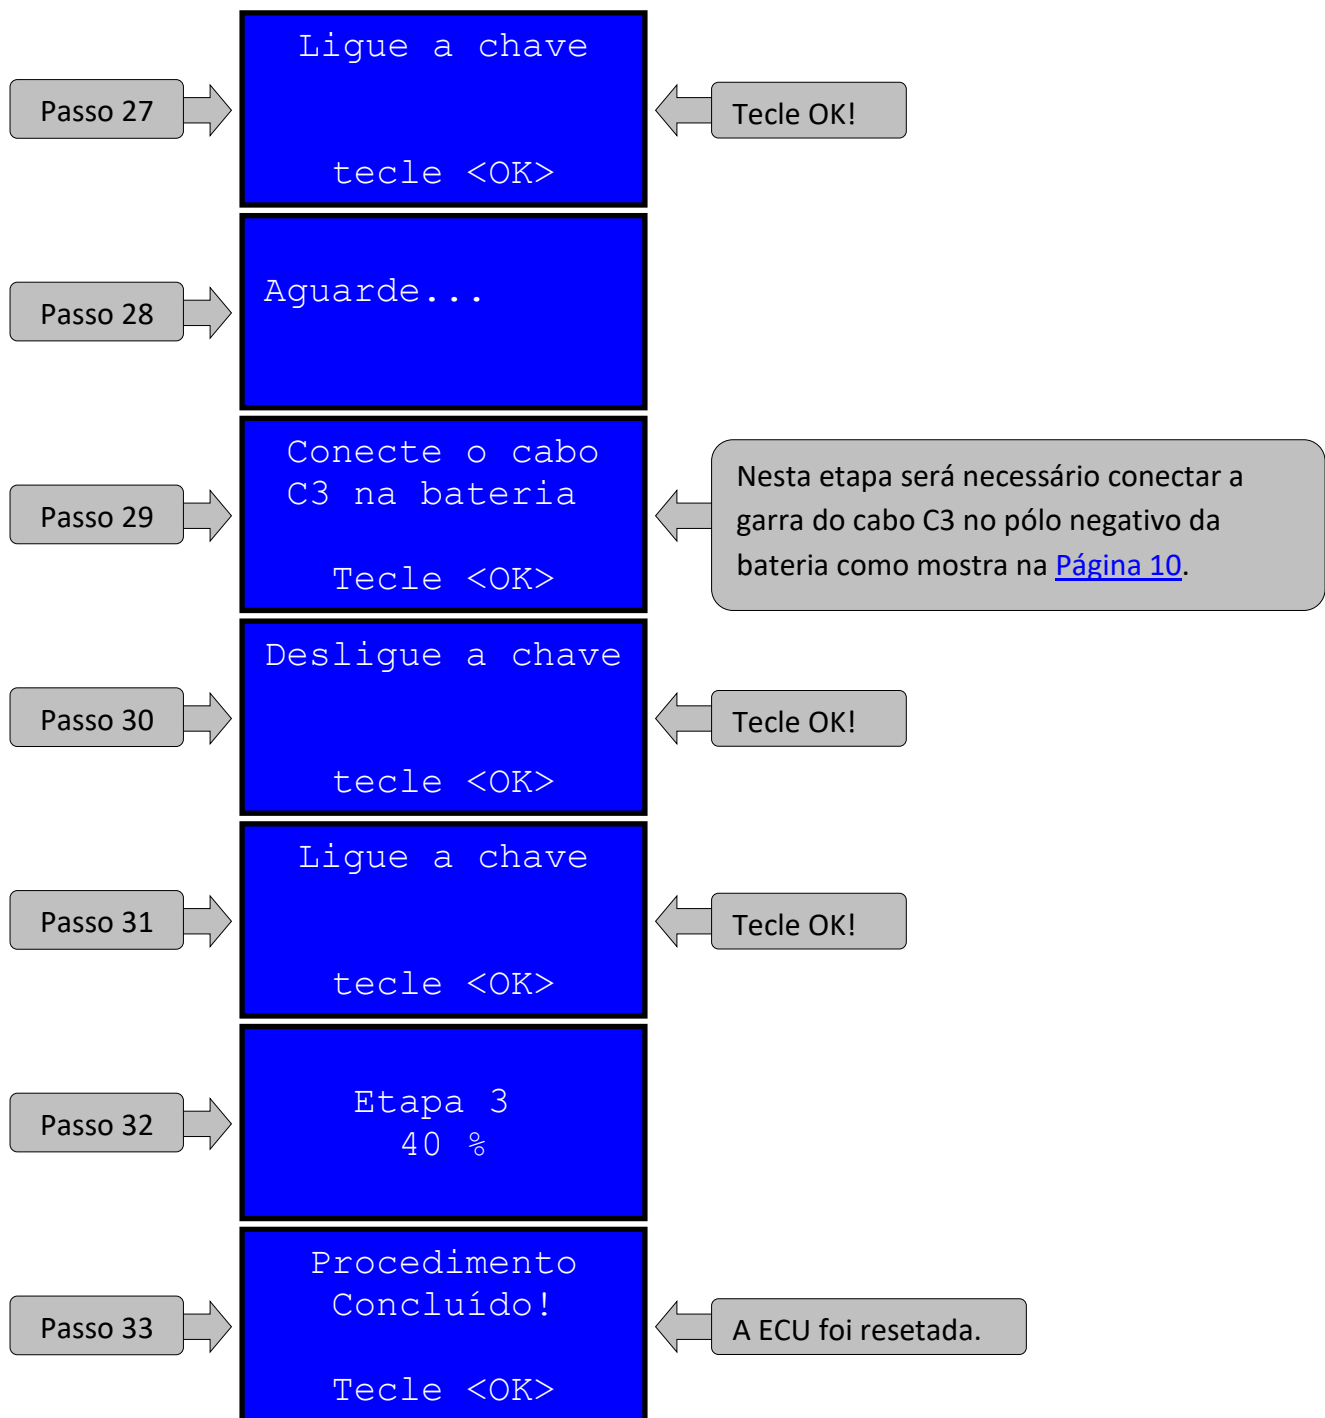 Ligue a chave
Passo 27
Tecle OK!
tecle <OK>
Passo 28
Aguarde...
Conecte o cabo
C3 na bateria
Passo 29
Tecle <OK>
Nesta etapa será necessário conectar a
garra do cabo C3 no pólo negativo da
bateria como mostra na Página 10.
Desligue a chave
Passo 30
Tecle OK!
tecle <OK>
Ligue a chave
Passo 31
Tecle OK!
tecle <OK>
Passo 32
Etapa 3
40 %
Procedimento
Concluído!
Passo 33
A ECU foi resetada.
Tecle <OK>